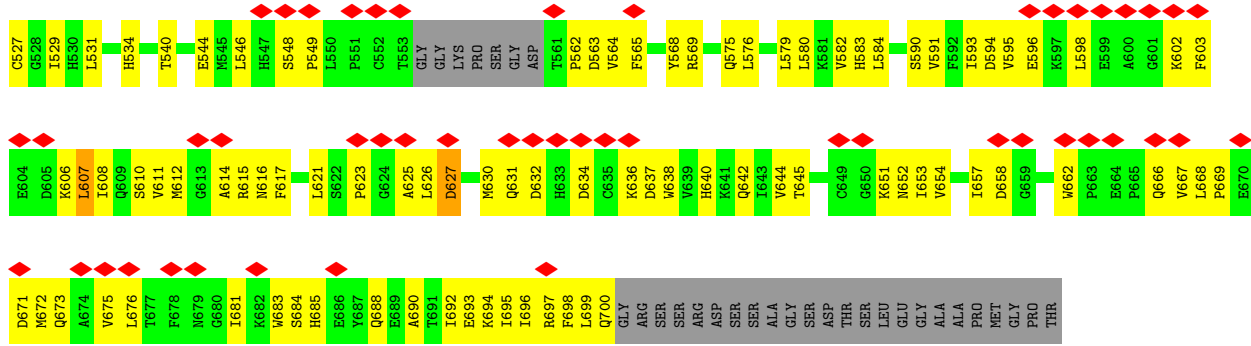 C527 G528 I529 H530 L531 H534 T540 E544 M545 L546 H547 S548 P549 L550 P551 C552 T553 GLY GLY LYS PRO SER GLY ASP T561 P562 D563 V564 F565 Y568 R569 Q575 L576 L579 L580 K581 V582 H583 L584 S590 V591 F592 I593 D594 V595 E596 K597 L598 E599 A600 G601 K602 F603
E604 D605 K606 L607 I608 Q609 S610 V611 M612 G613 A614 R615 N616 F617 L621 S622 P623 G624 A625 L626 D627 M630 Q631 D632 H633 D634 C635 K636 D637 W638 V639 H640 K641 Q642 I643 V644 T645 C649 G650 K651 N652 I653 V654 I657 D658 G659 W662 P663 E664 P665 Q666 V667 L668 P669 E670
D671 M672 Q673 A674 V675 L676 T677 F678 N679 G680 I681 K682 W683 S684 H685 E686 Y687 Q688 E689 A690 T691 I692 E693 K694 I695 I696 R697 F698 L699 Q700 GLY ARG SER SER ARG ASP SER SER ALA GLY SER ASP THR SER LEU GLU GLY ALA ALA PRO MET GLY PRO THR